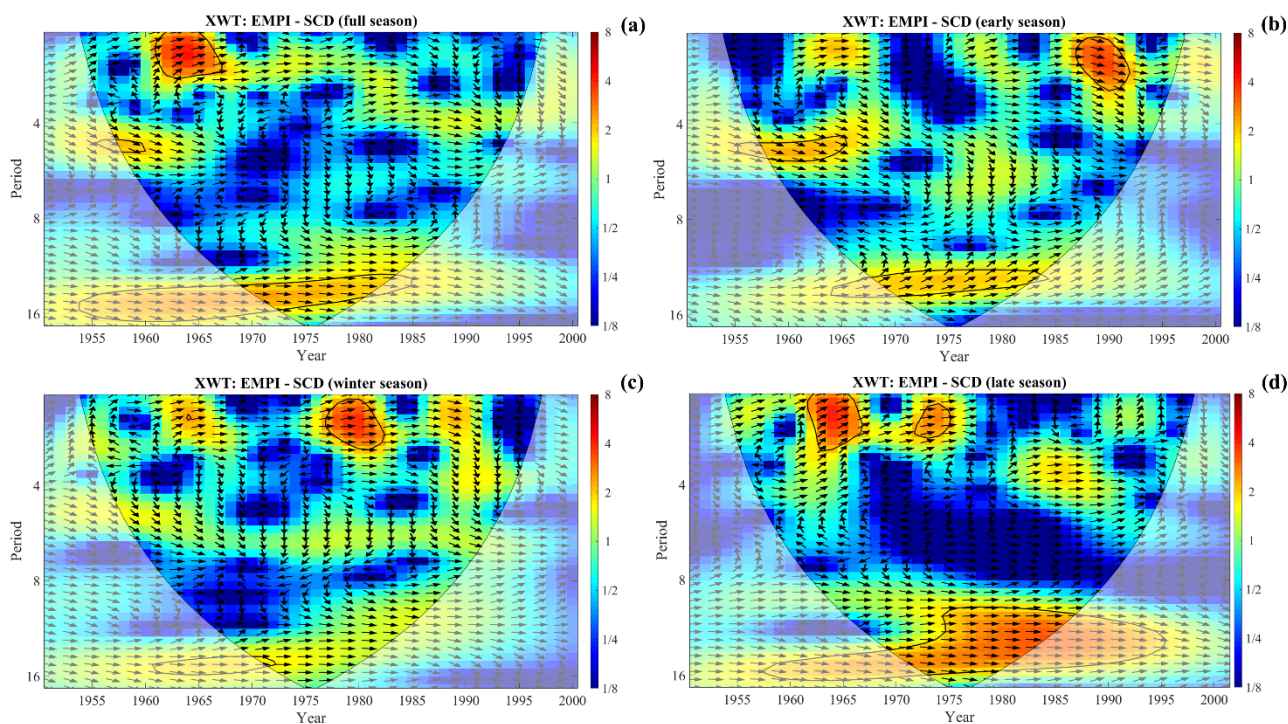 XWT: EMPI - SCD (full season)
(a)
Period
4
8
16
1955 1960 1965 1970 1975 1980 1985 1990 1995 2000
Year
8
4
2
1
1/2
1/4
1/8
XWT: EMPI - SCD (early season)
(b)
Period
4
8
16
1955 1960 1965 1970 1975 1980 1985 1990 1995 2000
Year
8
4
2
1
1/2
1/4
1/8
XWT: EMPI - SCD (winter season)
(c)
Period
4
8
16
1955 1960 1965 1970 1975 1980 1985 1990 1995 2000
Year
8
4
2
1
1/2
1/4
1/8
XWT: EMPI - SCD (late season)
(d)
Period
4
8
16
1955 1960 1965 1970 1975 1980 1985 1990 1995 2000
Year
8
4
2
1
1/2
1/4
1/8